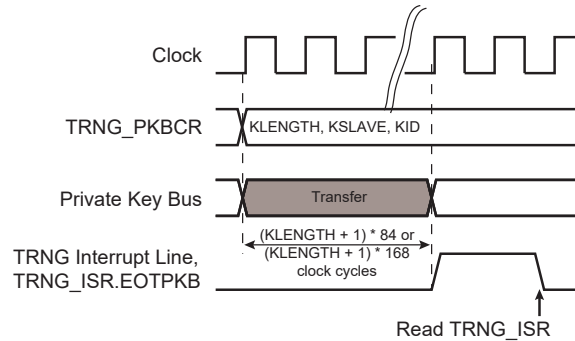 Clock
TRNG_PKBCR
KLENGTH, KSLAVE, KID
Private Key Bus
Transfer
(KLENGTH + 1) * 84 or
(KLENGTH + 1) * 168
clock cycles
TRNG Interrupt Line,
TRNG_ISR.EOTPKB
Read TRNG_ISR